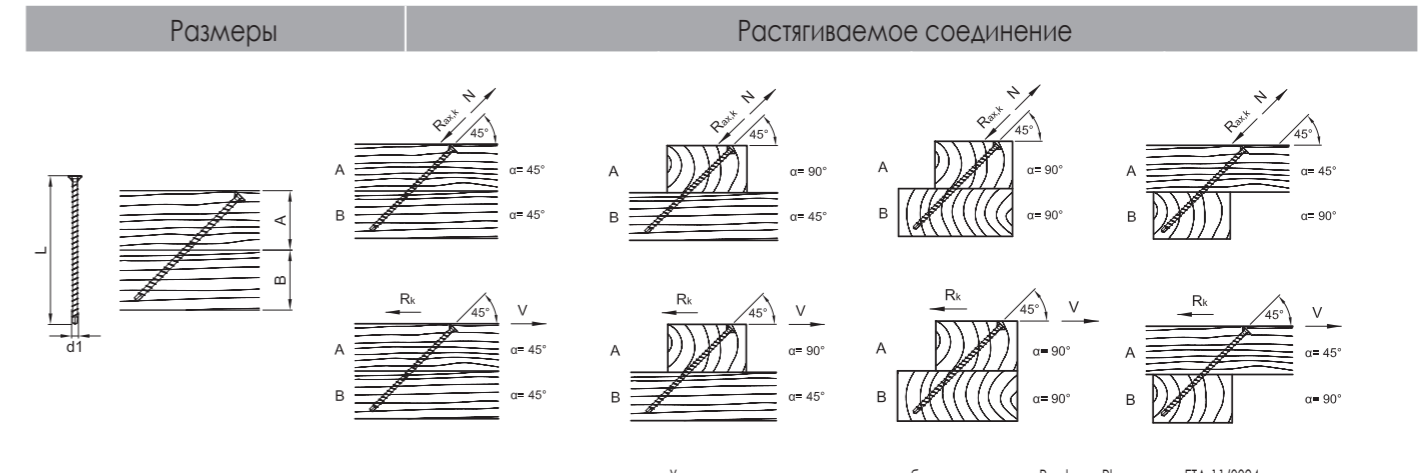 Размеры
Растягиваемое соединение
Rax,k N
45°
A α= 45°
B α= 45°
Rax,k N
45°
A α= 90°
B α= 45°
Rax,k N
45°
A α= 90°
B α= 90°
Rax,k N
45°
A α= 45°
B α= 90°
L
d1
A
B
Rk V
45°
A α= 45°
B α= 45°
Rk V
45°
A α= 90°
B α= 45°
Rk V
45°
A α= 90°
B α= 90°
Rk V
45°
A α= 45°
B α= 90°